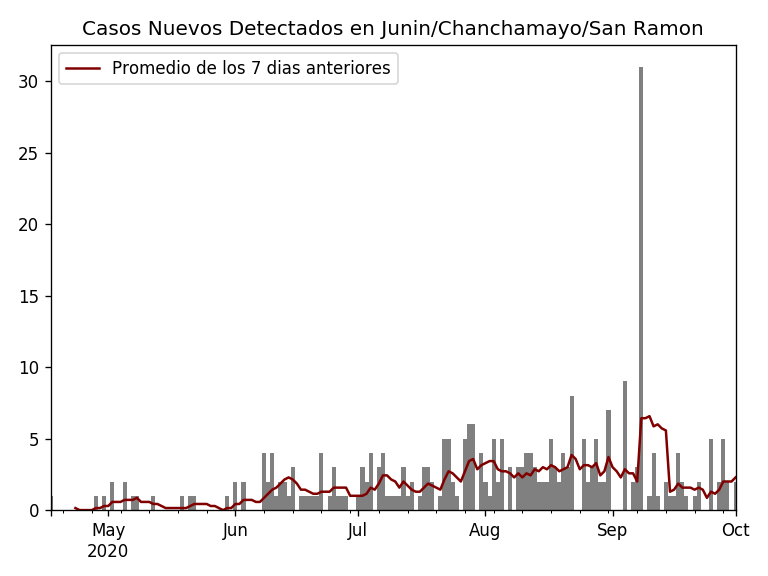 Casos Nuevos Detectados en Junin/Chanchamayo/San Ramon
Promedio de los 7 dias anteriores
30
25
20
15
10
5
0
May Jun Jul Aug Sep Oct
2020